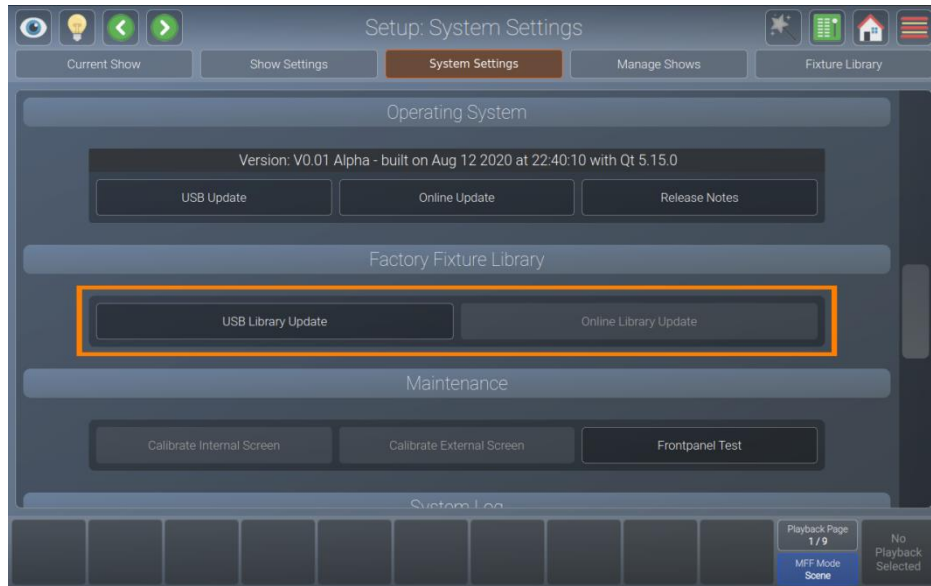 Setup: System Settings
Current Show
Show Settings
System Settings
Manage Shows
Fixture Library
Operating System
Version: V0.01 Alpha - built on Aug 12 2020 at 22:40:10 with Qt 5.15.0
USB Update
Online Update
Release Notes
Factory Fixture Library
USB Library Update
Online Library Update
Maintenance
Calibrate Internal Screen
Calibrate External Screen
Frontpanel Test
System Log
Playback Page
1 / 9
MFF Mode
Scene
No
Playback
Selected